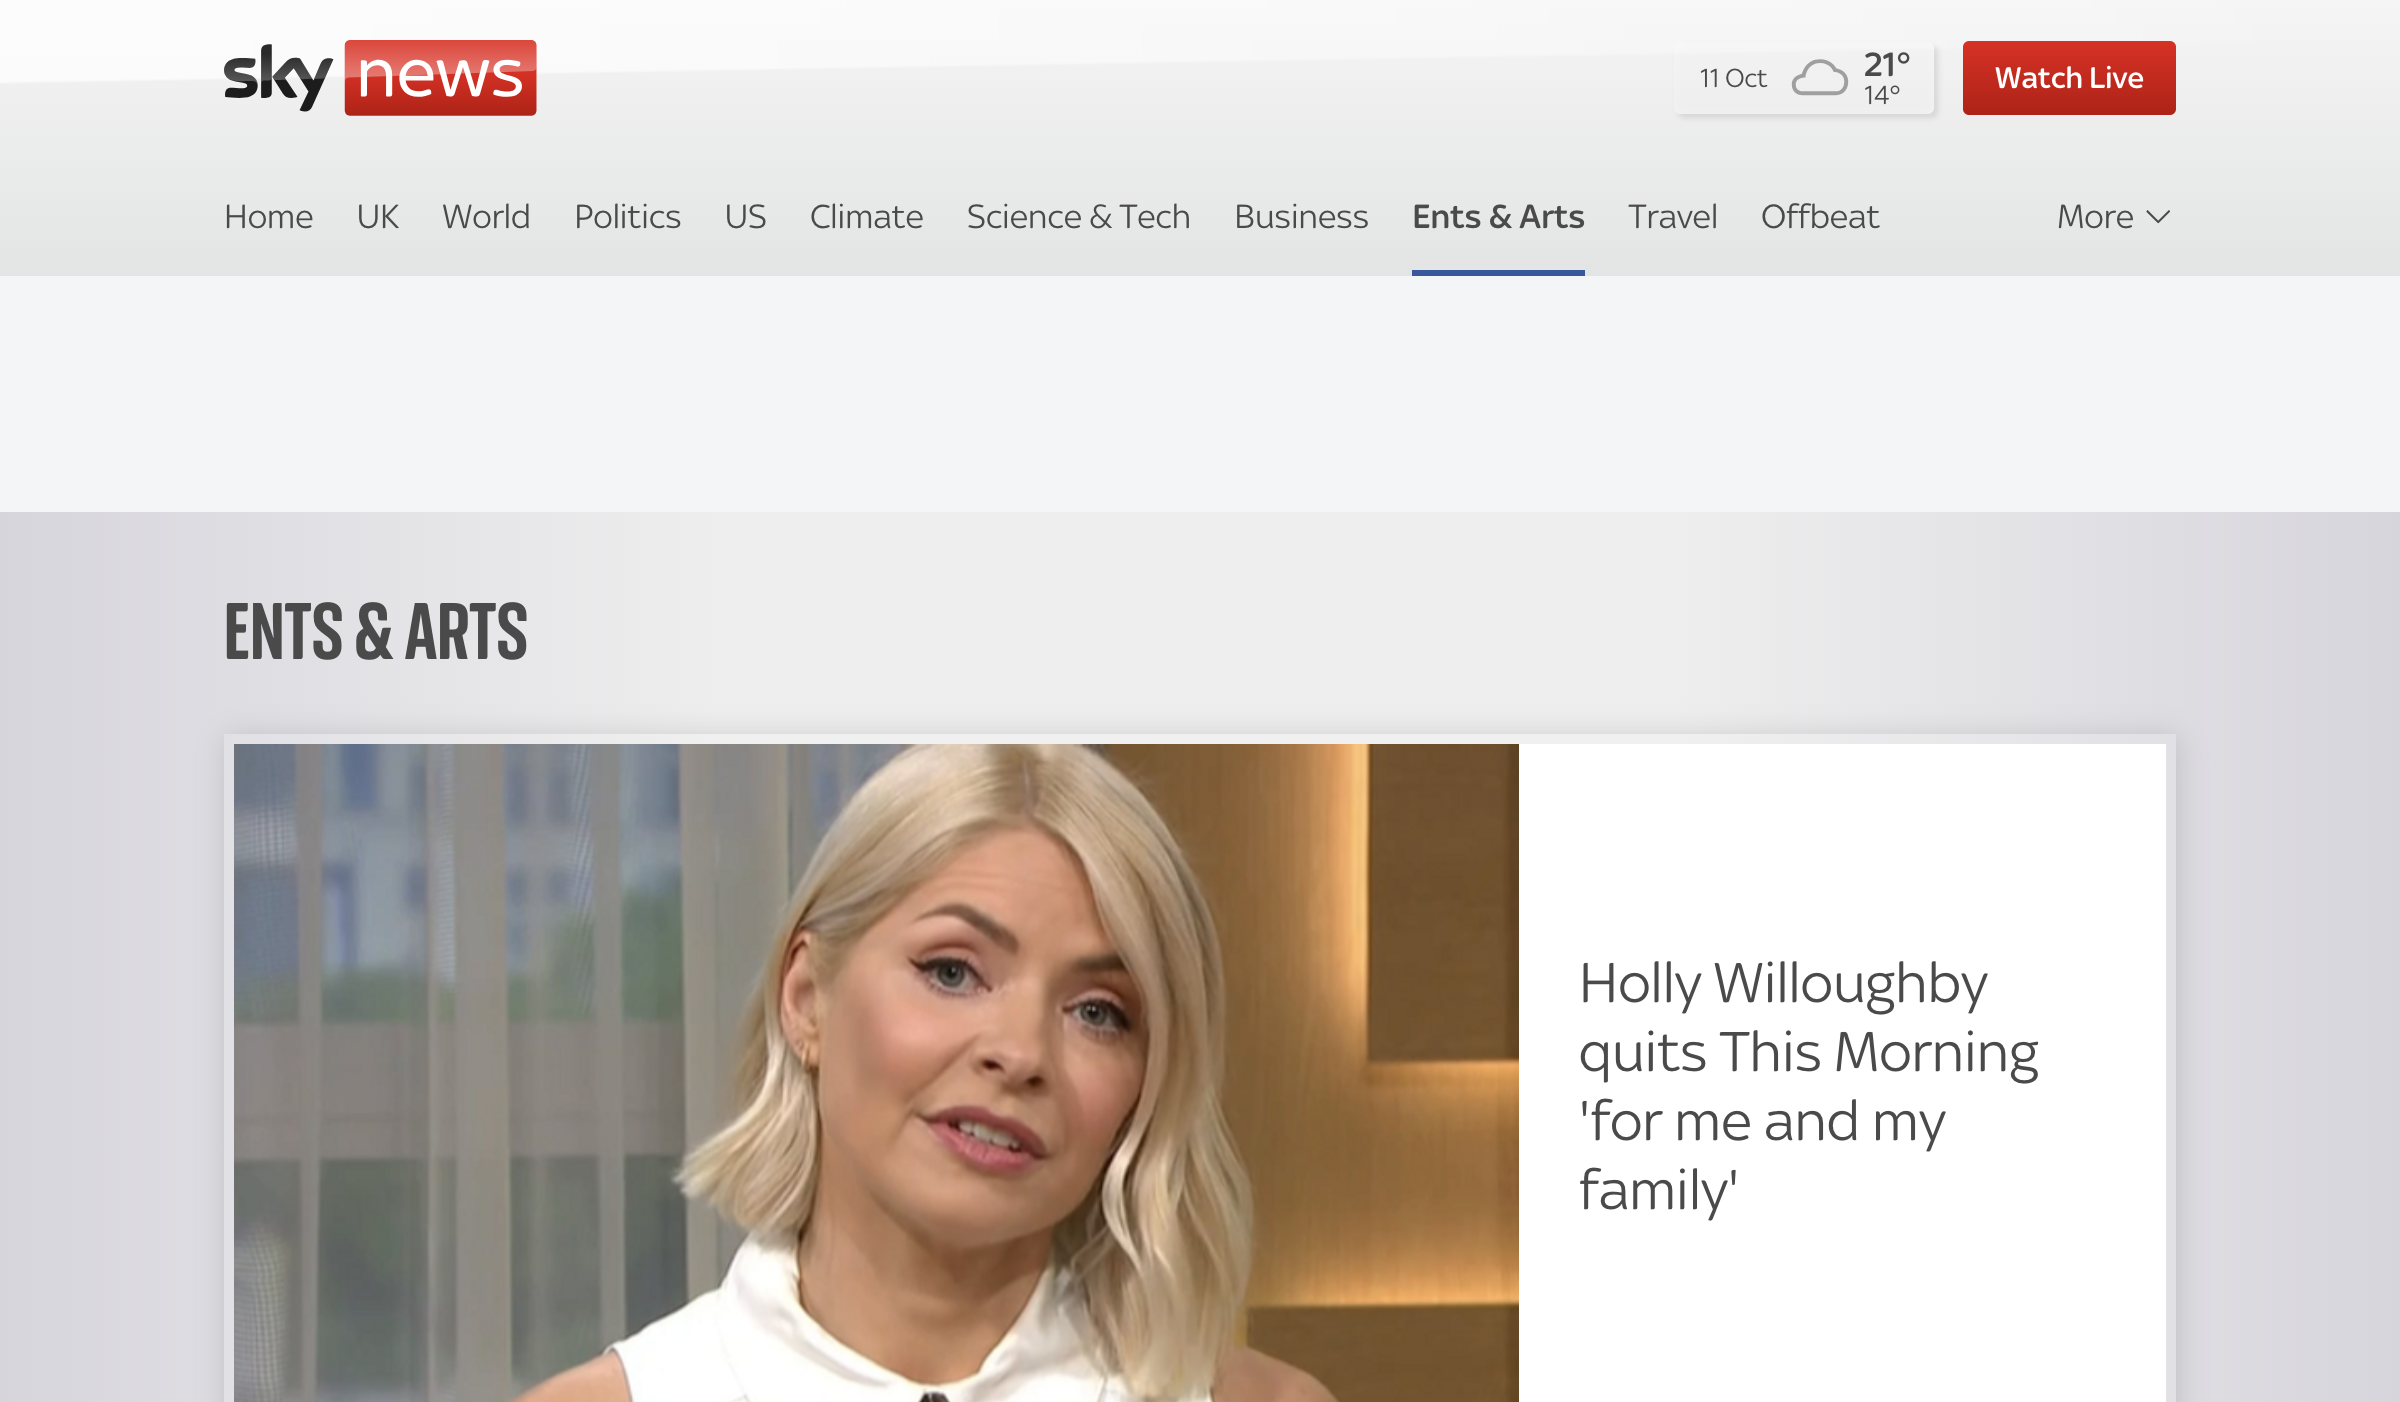 sky news
11 Oct
21°
14°
Watch Live
Home UK World Politics US Climate Science & Tech Business Ents & Arts Travel Offbeat More
ENTS & ARTS
Holly Willoughby
quits This Morning
'for me and my
family'